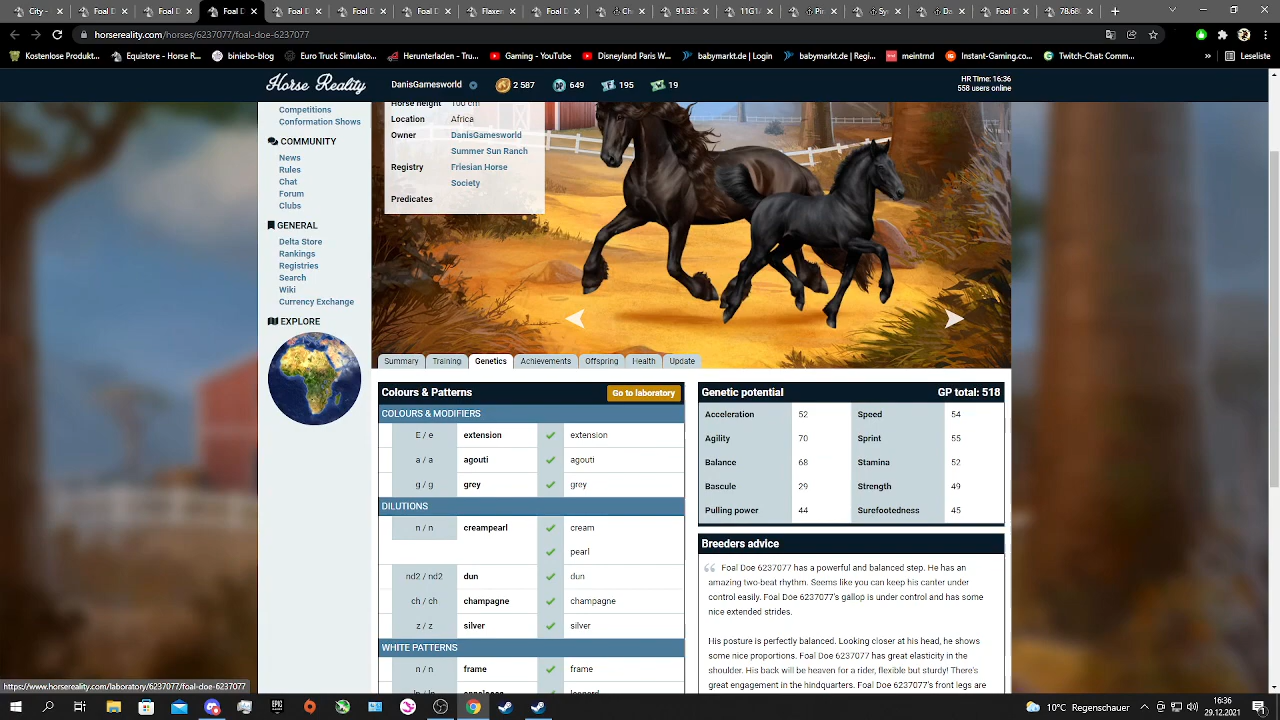 horsereality.com/horses/6237077/foal-doe-6237077
Kostenlose Produkt...
Equistore - Horse R...
biniebo-blog
Euro Truck Simulato...
Herunterladen - Tru...
Gaming - YouTube
Disneyland Paris W...
babymarkt.de | Login
babymarkt.de | Regi...
meintrnd
Instant-Gaming.co...
Twitch-Chat: Comm...
»
Leseliste
Horse Reality
DanisGamesworld
2 587
649
195
19
HR Time: 16:36
558 users online
Competitions
Conformation Shows
COMMUNITY
News
Rules
Chat
Forum
Clubs
GENERAL
Delta Store
Rankings
Registries
Search
Wiki
Currency Exchange
EXPLORE
Horse height 100 cm
Location Africa
Owner DanisGamesworld
Summer Sun Ranch
Registry Friesian Horse
Society
Predicates
Summary Training Genetics Achievements Offspring Health Update
Colours & Patterns Go to laboratory
COLOURS & MODIFIERS
E / e extension extension
a / a agouti agouti
g / g grey grey
DILUTIONS
n / n creampearl cream
pearl
nd2 / nd2 dun dun
ch / ch champagne champagne
z / z silver silver
WHITE PATTERNS
n / n frame frame
Genetic potential GP total: 518
Acceleration 52 Speed 54
Agility 70 Sprint 55
Balance 68 Stamina 52
Bascule 29 Strength 49
Pulling power 44 Surefootedness 45
Breeders advice
Foal Doe 6237077 has a powerful and balanced step. He has an
amazing two-beat rhythm. Seems like you can keep his canter under
control easily. Foal Doe 6237077's gallop is under control and has some
nice extended strides.
His posture is perfectly balanced. Looking closer at his head, he shows
some nice proportions. Foal Doe 6237077 has great elasticity in the
shoulder. His back will be heaven for a rider, flexible but sturdy! There's
great engagement in the hindquarters. Foal Doe 6237077's front legs are
https://www.horsereality.com/laboratory/6237077/foal-doe-6237077
10°C Regenschauer
16:36
29.12.2021